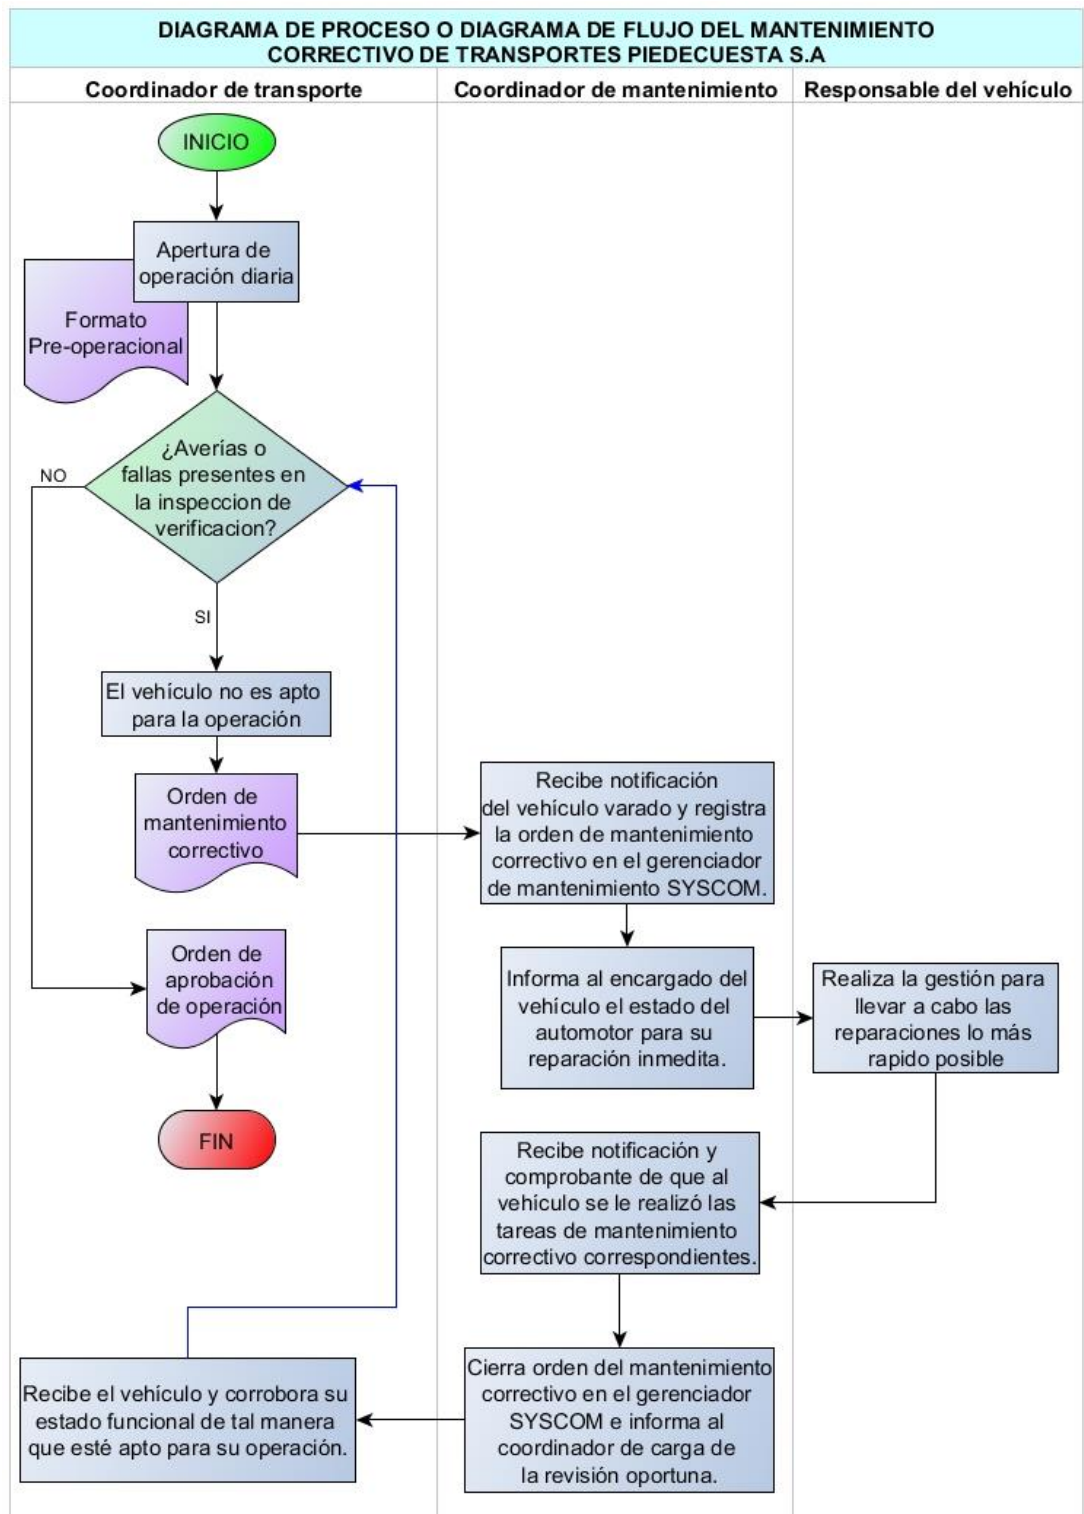 DIAGRAMA DE PROCESO O DIAGRAMA DE FLUJO DEL MANTENIMIENTO
CORRECTIVO DE TRANSPORTES PIEDECUESTA S.A
Coordinador de transporte
Coordinador de mantenimiento
Responsable del vehículo
INICIO
Apertura de
operación diaria
Formato
Pre-operacional
¿Averías o
fallas presentes en
la inspeccion de
verificacion?
NO
SI
El vehículo no es apto
para la operación
Orden de
mantenimiento
correctivo
Recibe notificación
del vehículo varado y registra
la orden de mantenimiento
correctivo en el gerenciador
de mantenimiento SYSCOM.
Informa al encargado del
vehículo el estado del
automotor para su
reparación inmedita.
Realiza la gestión para
llevar a cabo las
reparaciones lo más
rapido posible
Orden de
aprobación
de operación
FIN
Recibe notificación y
comprobante de que al
vehículo se le realizó las
tareas de mantenimiento
correctivo correspondientes.
Cierra orden del mantenimiento
correctivo en el gerenciador
SYSCOM e informa al
coordinador de carga de
la revisión oportuna.
Recibe el vehículo y corrobora su
estado funcional de tal manera
que esté apto para su operación.